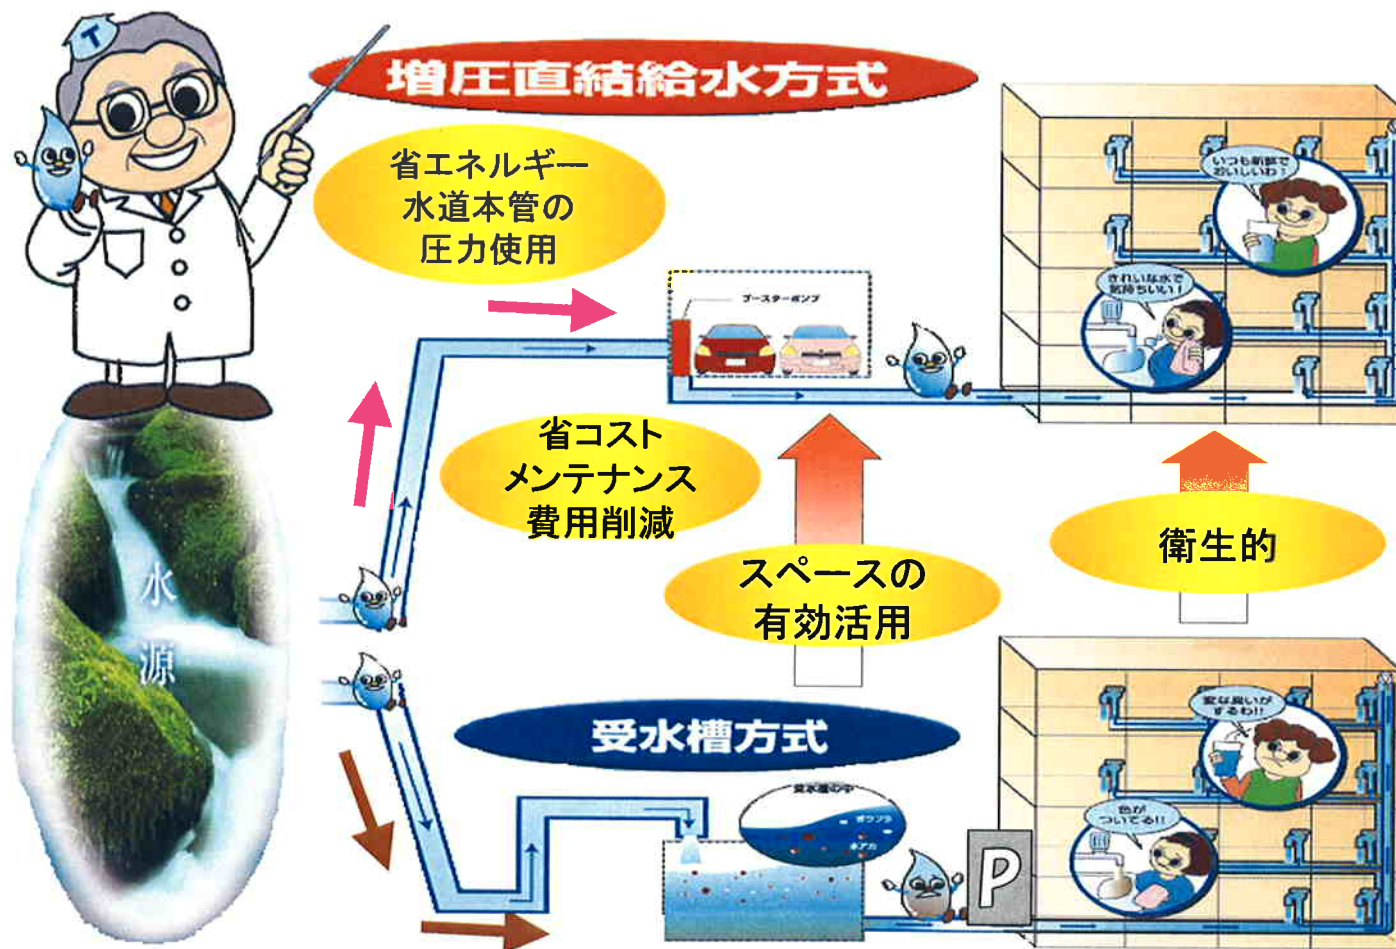 T
増圧直結給水方式
省エネルギー
水道本管の
圧力使用
いつも新鮮で
おいしいわ!
きれいな水で
気持ちいい!
ブースターポンプ
省コスト
メンテナンス
費用削減
スペースの
有効活用
衛生的
水源
受水槽方式
受水槽の中
ボウフラ
水アカ
P
変な臭いが
するわ!!
色が
ついてる!!